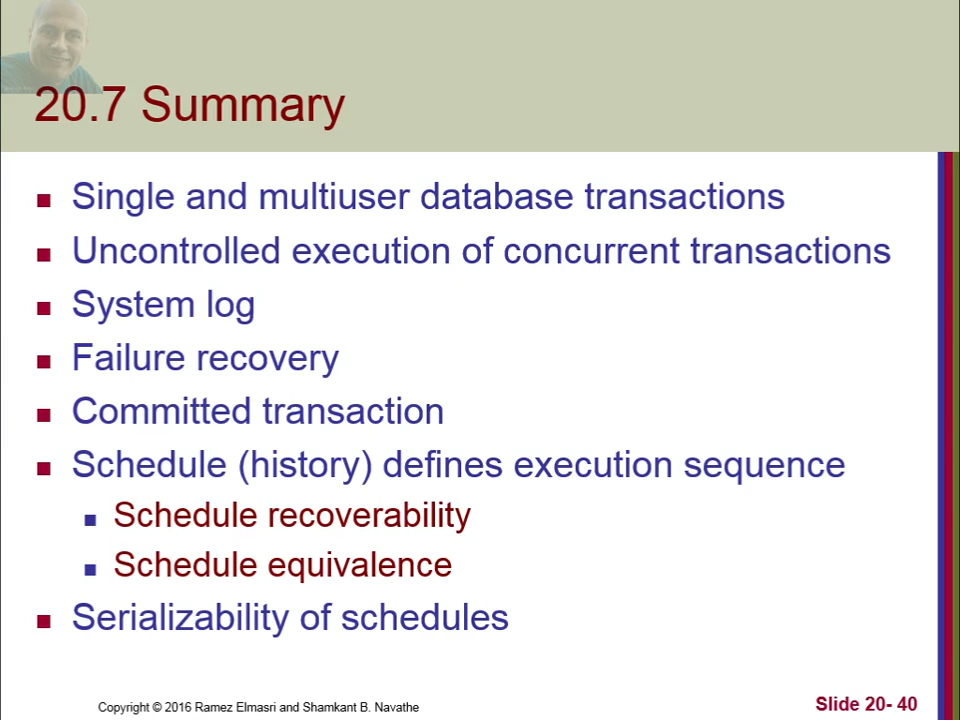 20.7 Summary
Single and multiuser database transactions
Uncontrolled execution of concurrent transactions
System log
Failure recovery
Committed transaction
Schedule (history) defines execution sequence
Schedule recoverability
Schedule equivalence
Serializability of schedules
Copyright © 2016 Ramez Elmasri and Shamkant B. Navathe
Slide 20- 40